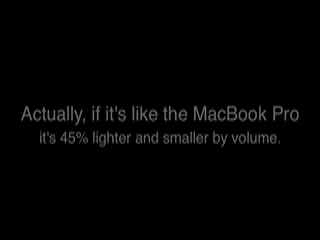 Actually, if it's like the MacBook Pro
it's 45% lighter and smaller by volume.